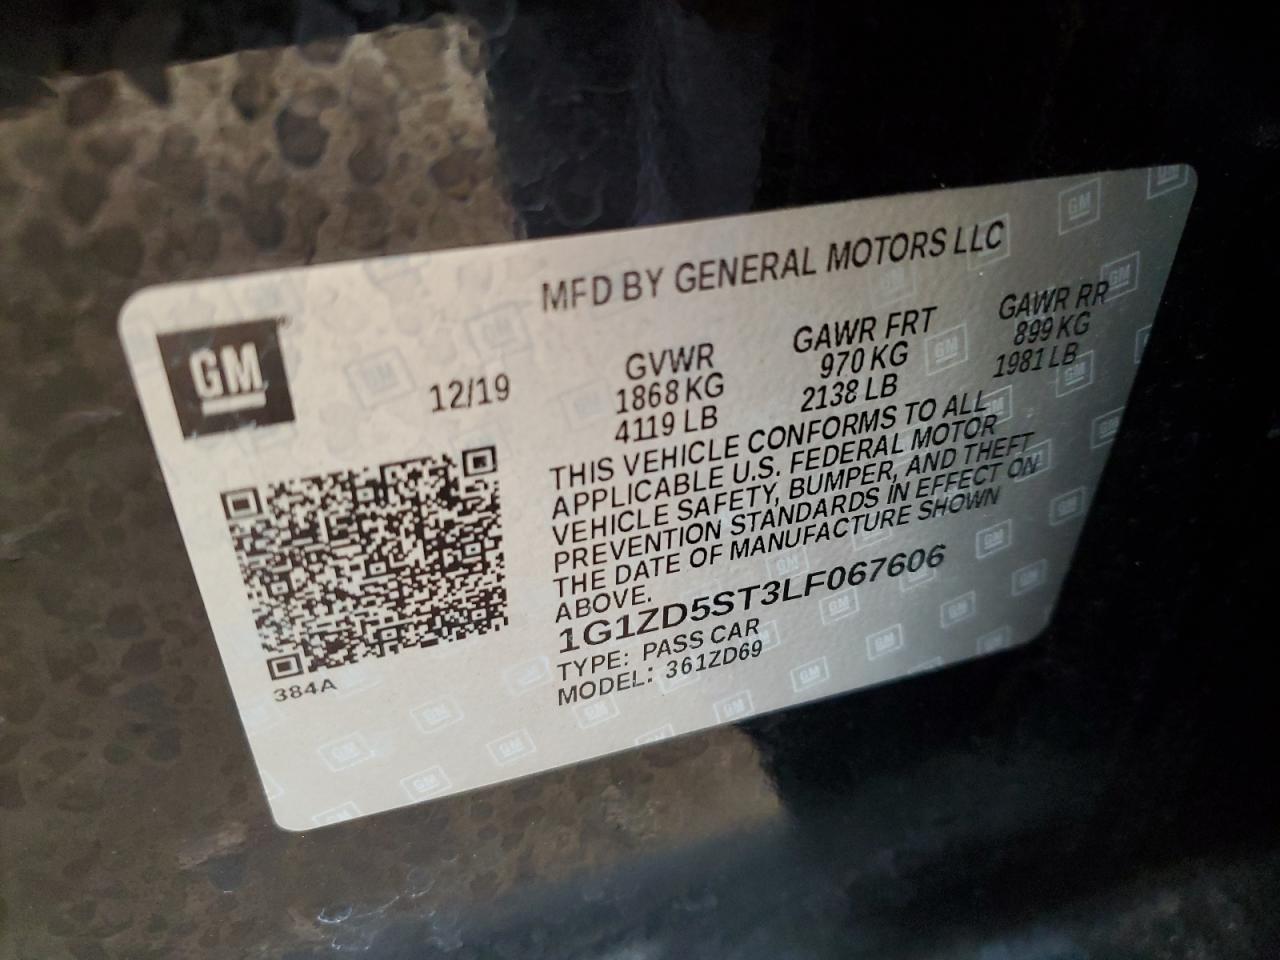 MFD BY GENERAL MOTORS LLC
GM
12/19
GVWR GAWR FRT GAWR RR
1868 KG 970 KG 899 KG
4119 LB 2138 LB 1981 LB
THIS VEHICLE CONFORMS TO ALL
APPLICABLE U.S. FEDERAL MOTOR
VEHICLE SAFETY, BUMPER, AND THEFT
PREVENTION STANDARDS IN EFFECT ON
THE DATE OF MANUFACTURE SHOWN
ABOVE.
1G1ZD5ST3LF067606
TYPE: PASS CAR
MODEL: 361ZD69
384A